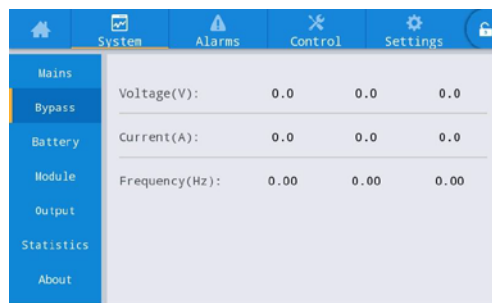 System Alarms Control Settings
Mains
Bypass
Battery
Module
Output
Statistics
About
Voltage(V): 0.0 0.0 0.0
Current(A): 0.0 0.0 0.0
Frequency(Hz): 0.00 0.00 0.00